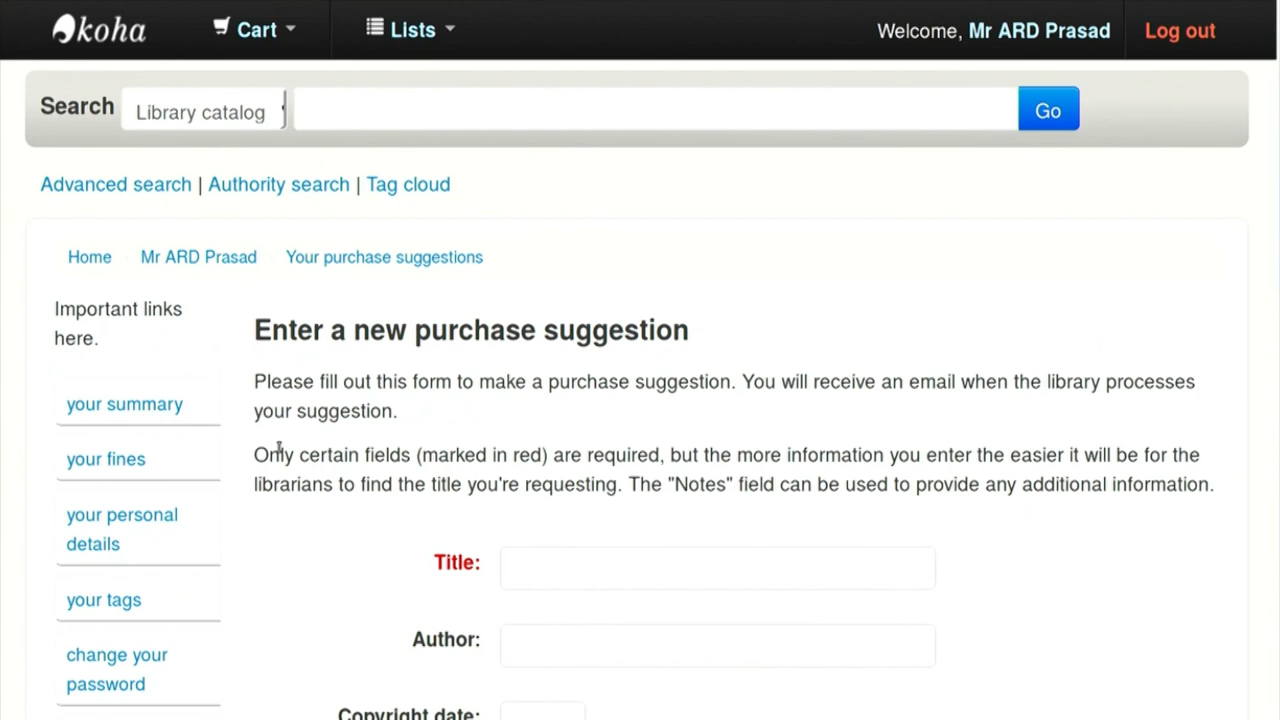 koha Cart Lists Welcome, Mr ARD Prasad Log out
Search Library catalog Go
Advanced search | Authority search | Tag cloud
Home Mr ARD Prasad Your purchase suggestions
Important links
here.
your summary
your fines
your personal
details
your tags
change your
password
Enter a new purchase suggestion
Please fill out this form to make a purchase suggestion. You will receive an email when the library processes
your suggestion.
Only certain fields (marked in red) are required, but the more information you enter the easier it will be for the
librarians to find the title you're requesting. The "Notes" field can be used to provide any additional information.
Title:
Author:
Copyright date: